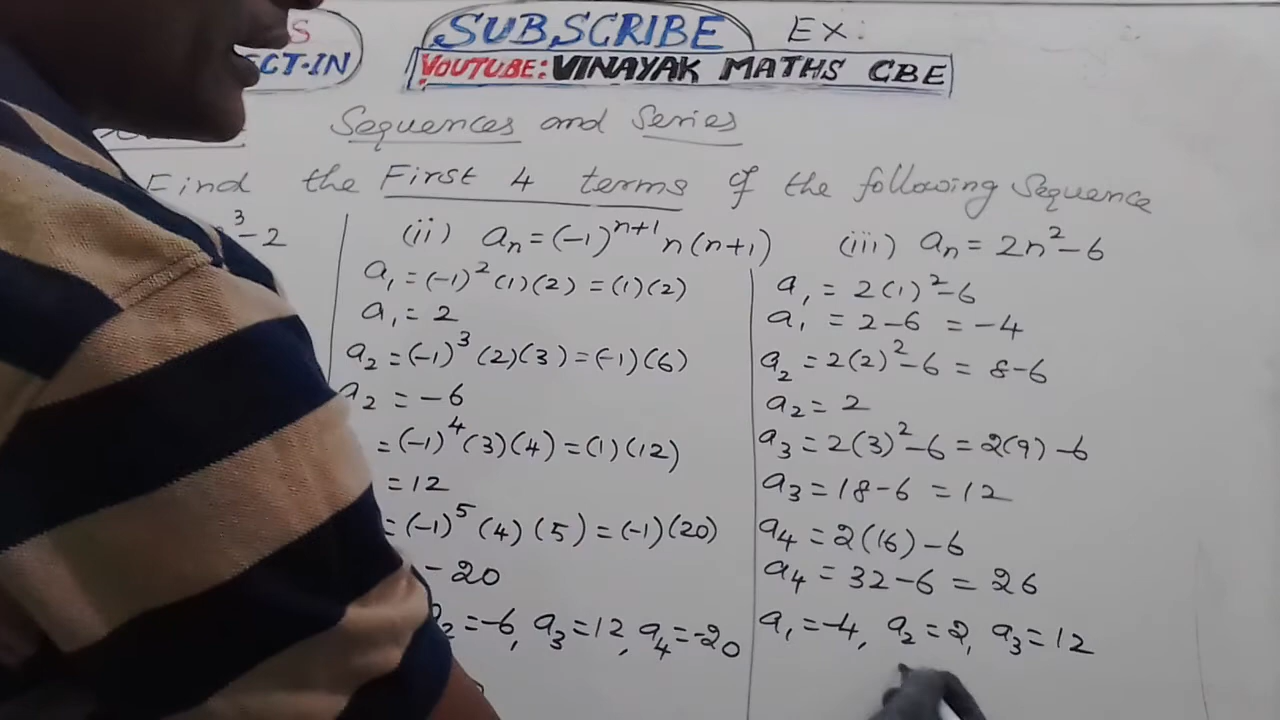 S
SUBSCRIBE EX:
ECT-IN
YOUTUBE: VINAYAK MATHS CBE
Sequences and Series
Find the First 4 terms of the following Sequence
³-2
(ii) aₙ = (-1)ⁿ⁺¹ n(n+1)
a₁ = (-1)² (1)(2) = (1)(2)
a₁ = 2
a₂ = (-1)³ (2)(3) = (-1)(6)
a₂ = -6
= (-1)⁴ (3)(4) = (1)(12)
= 12
= (-1)⁵ (4)(5) = (-1)(20)
-20
a₂ = -6, a₃ = 12, a₄ = -20
(iii) aₙ = 2n² - 6
a₁ = 2(1)² - 6
a₁ = 2 - 6 = -4
a₂ = 2(2)² - 6 = 8 - 6
a₂ = 2
a₃ = 2(3)² - 6 = 2(9) - 6
a₃ = 18 - 6 = 12
a₄ = 2(16) - 6
a₄ = 32 - 6 = 26
a₁ = -4, a₂ = 2, a₃ = 12